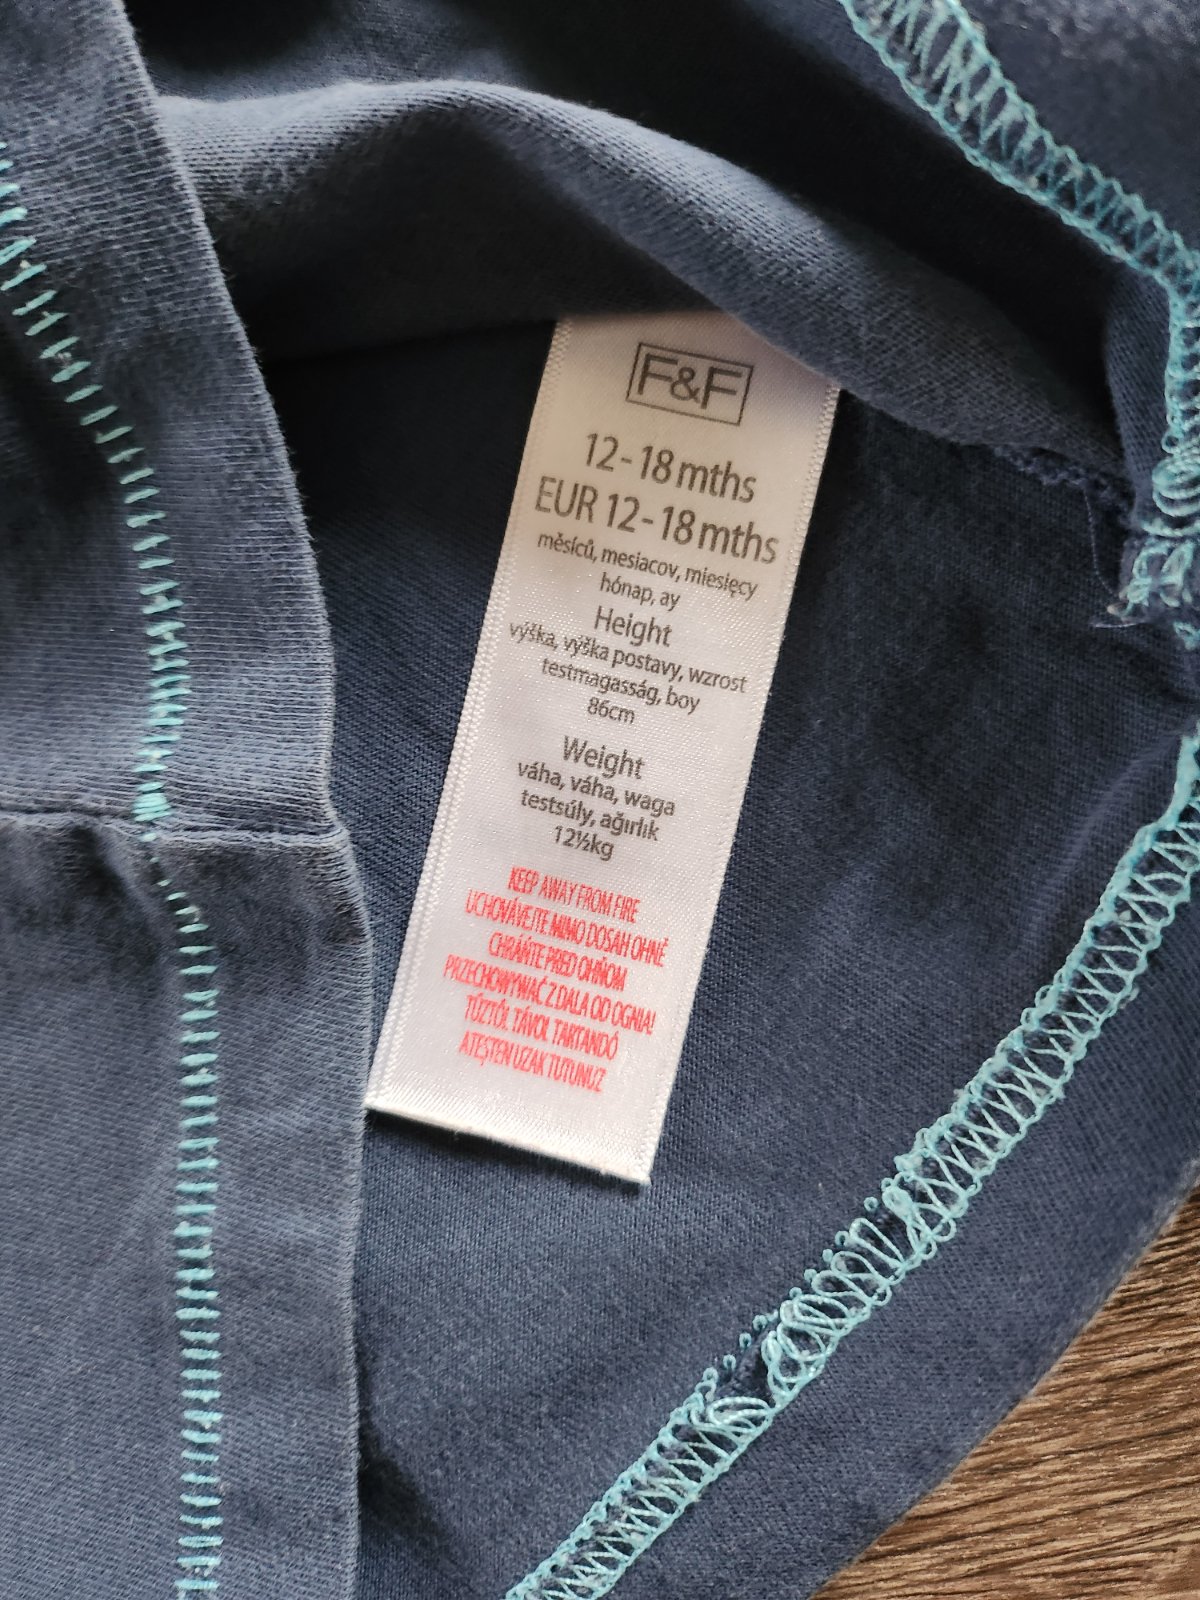 F&F
12-18 mths
EUR 12-18 mths
měsíců, mesiacov, miesięcy
hónap, ay
Height
výška, výška postavy, wzrost
testmagasság, boy
86cm
Weight
váha, váha, waga
testsúly, ağırlık
12½kg
KEEP AWAY FROM FIRE
UCHOVÁVEJTE MIMO DOSAH OHNĚ
CHRÁŇTE PRED OHŇOM
PRZECHOWYWAĆ Z DALA OD OGNIA!
TŰZTŐL TÁVOL TARTANDÓ
ATEŞTEN UZAK TUTUNUZ